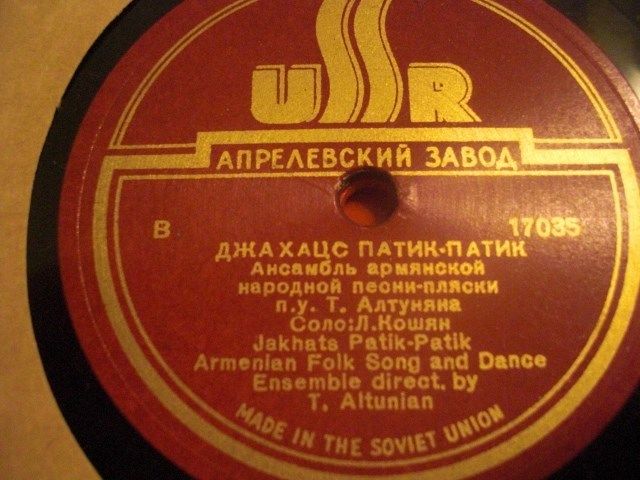 USSR
АПРЕЛЕВСКИЙ ЗАВОД
В 17035
ДЖАХАЦС ПАТИК-ПАТИК
Ансамбль армянской
народной песни-пляски
п.у. Т. Алтуняна
Соло: Л. Кошян
Jakhats Patik-Patik
Armenian Folk Song and Dance
Ensemble direct. by
T. Altunian
MADE IN THE SOVIET UNION